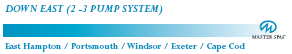 DOWN EAST (2 -3 PUMP SYSTEM)
MASTER SPAS
East Hampton / Portsmouth / Windsor / Exeter / Cape Cod